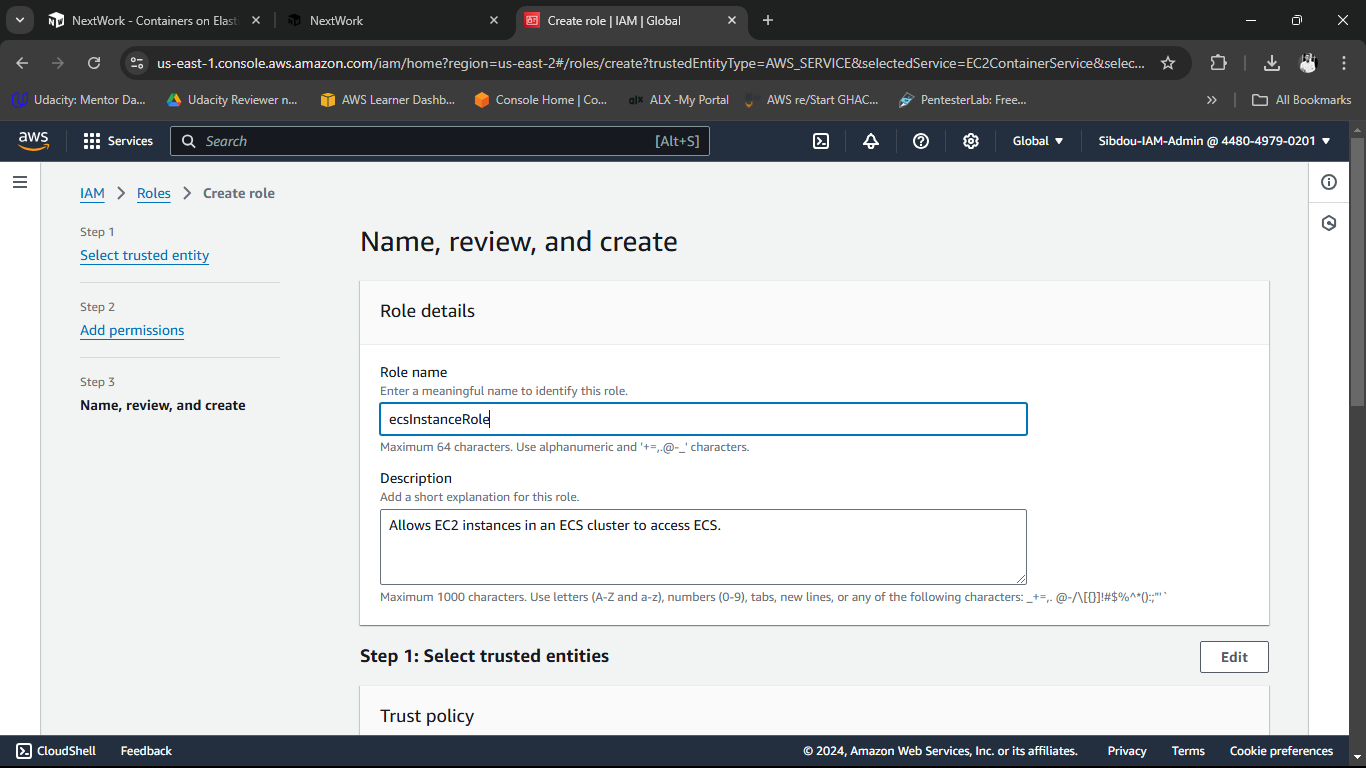 NextWork - Containers on Elast
NextWork
Create role | IAM | Global
us-east-1.console.aws.amazon.com/iam/home?region=us-east-2#/roles/create?trustedEntityType=AWS_SERVICE&selectedService=EC2ContainerService&selec...
Udacity: Mentor Da...
Udacity Reviewer n...
AWS Learner Dashb...
Console Home | Co...
ALX -My Portal
AWS re/Start GHAC...
PentesterLab: Free...
All Bookmarks
aws
Services
Search
[Alt+S]
Global
Sibdou-IAM-Admin @ 4480-4979-0201
IAM
Roles
Create role
Step 1
Select trusted entity
Step 2
Add permissions
Step 3
Name, review, and create
Name, review, and create
Role details
Role name
Enter a meaningful name to identify this role.
ecsInstanceRole
Maximum 64 characters. Use alphanumeric and '+=,.@-_' characters.
Description
Add a short explanation for this role.
Allows EC2 instances in an ECS cluster to access ECS.
Maximum 1000 characters. Use letters (A-Z and a-z), numbers (0-9), tabs, new lines, or any of the following characters: _+=,. @-/\[{}]!#$%^*();:"'`
Step 1: Select trusted entities
Edit
Trust policy
CloudShell
Feedback
© 2024, Amazon Web Services, Inc. or its affiliates.
Privacy
Terms
Cookie preferences